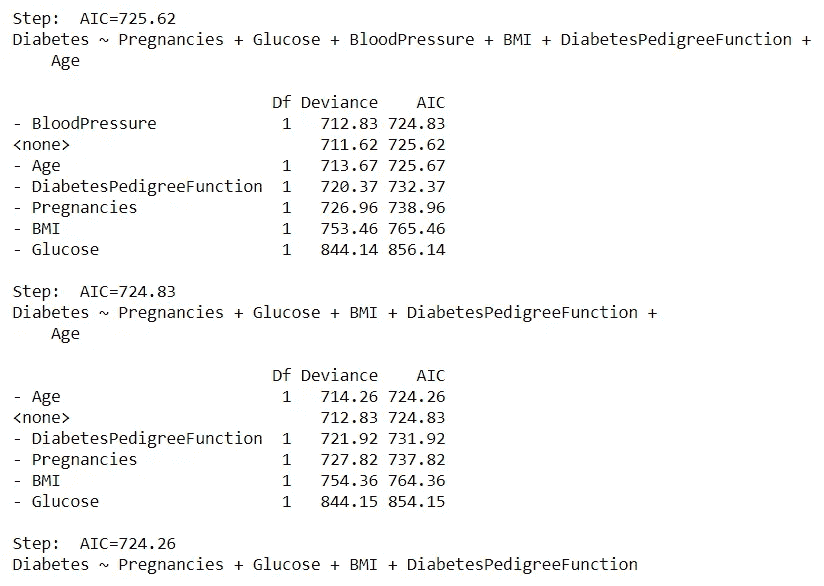 Step:  AIC=725.62
Diabetes ~ Pregnancies + Glucose + BloodPressure + BMI + DiabetesPedigreeFunction +
    Age
                           Df Deviance    AIC
- BloodPressure             1   712.83 724.83
<none>                          711.62 725.62
- Age                       1   713.67 725.67
- DiabetesPedigreeFunction  1   720.37 732.37
- Pregnancies               1   726.96 738.96
- BMI                       1   753.46 765.46
- Glucose                   1   844.14 856.14
Step:  AIC=724.83
Diabetes ~ Pregnancies + Glucose + BMI + DiabetesPedigreeFunction +
    Age
                           Df Deviance    AIC
- Age                       1   714.26 724.26
<none>                          712.83 724.83
- DiabetesPedigreeFunction  1   721.92 731.92
- Pregnancies               1   727.82 737.82
- BMI                       1   754.36 764.36
- Glucose                   1   844.15 854.15
Step:  AIC=724.26
Diabetes ~ Pregnancies + Glucose + BMI + DiabetesPedigreeFunction